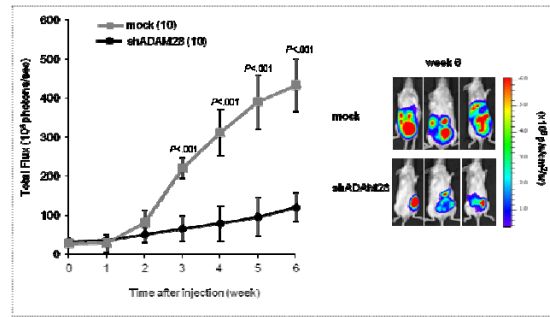 600
500
400
300
200
100
0
Total Flux (10⁶ photons/sec)
mock (10)
shADAM28 (10)
P<.001
P<.001
P<.001
P<.001
0 1 2 3 4 5 6
Time after injection (week)
week 6
mock
shADAM28